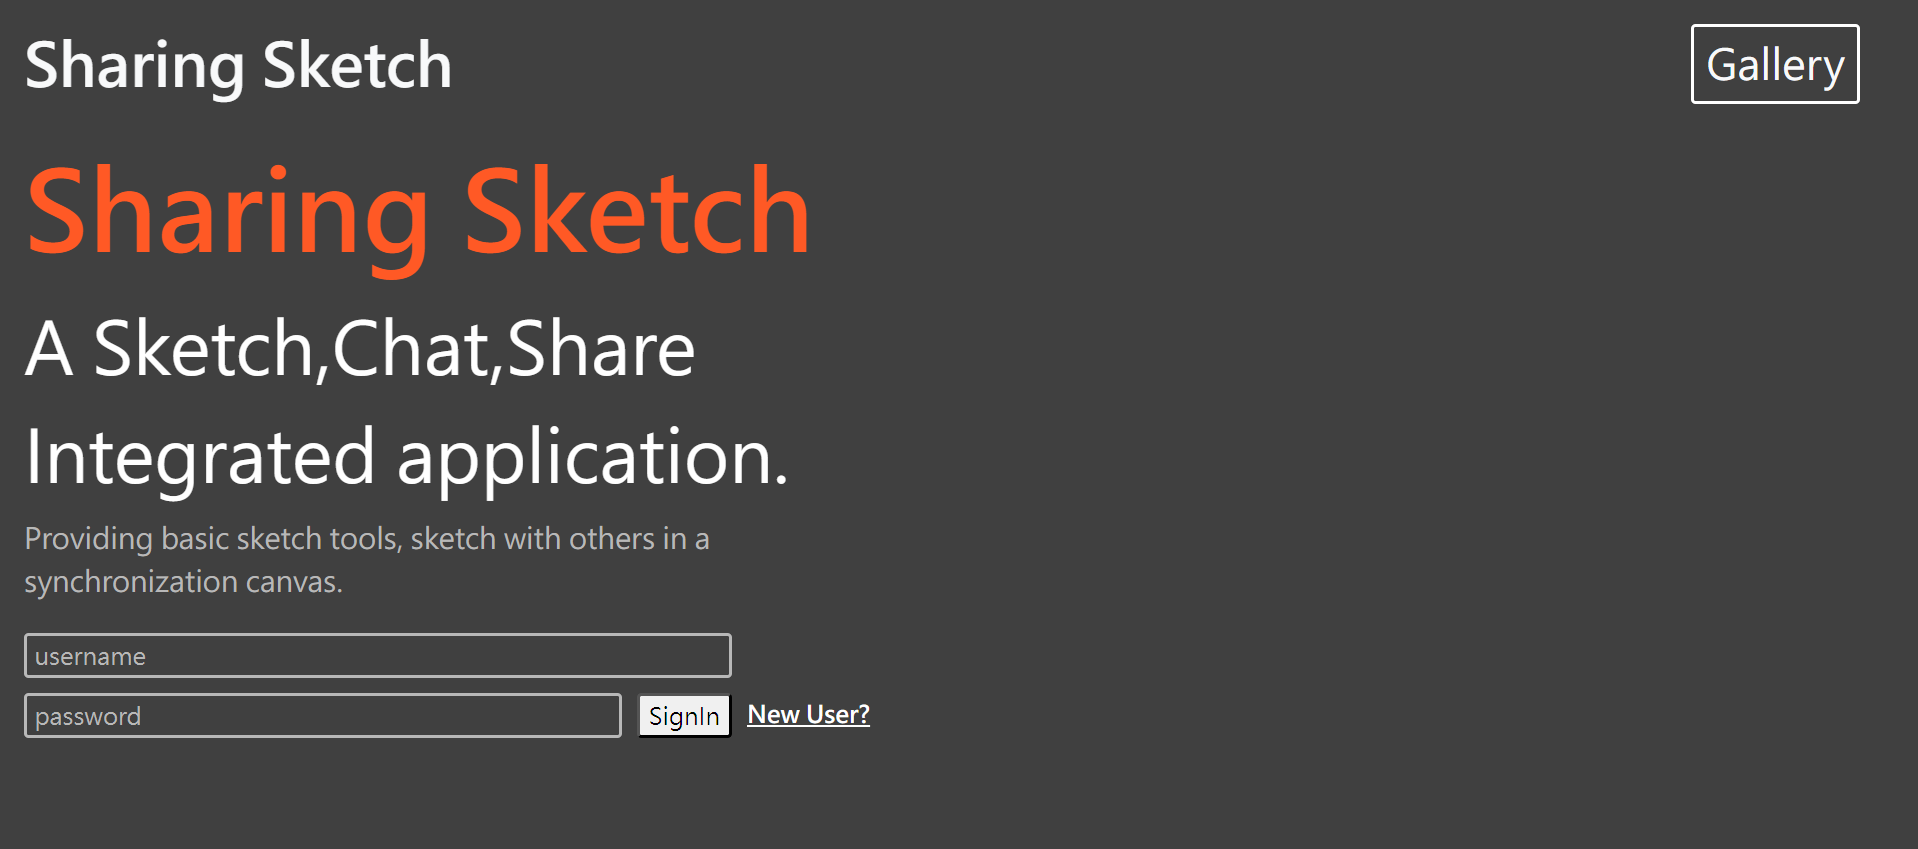 Sharing Sketch
Gallery
Sharing Sketch
A Sketch,Chat,Share
Integrated application.
Providing basic sketch tools, sketch with others in a
synchronization canvas.
username
password
SignIn
New User?